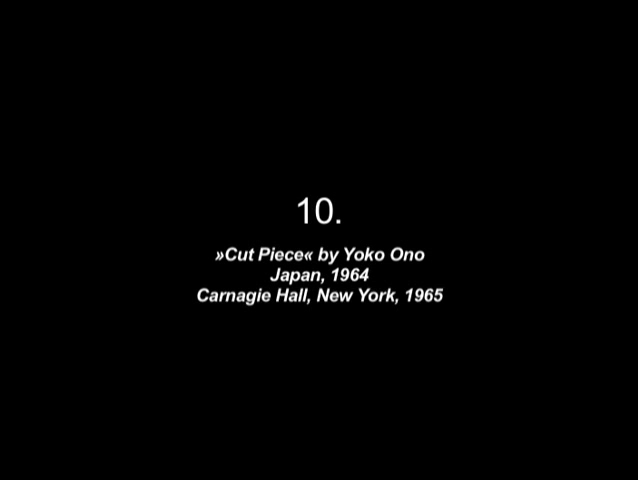 10.
»Cut Piece« by Yoko Ono
Japan, 1964
Carnagie Hall, New York, 1965